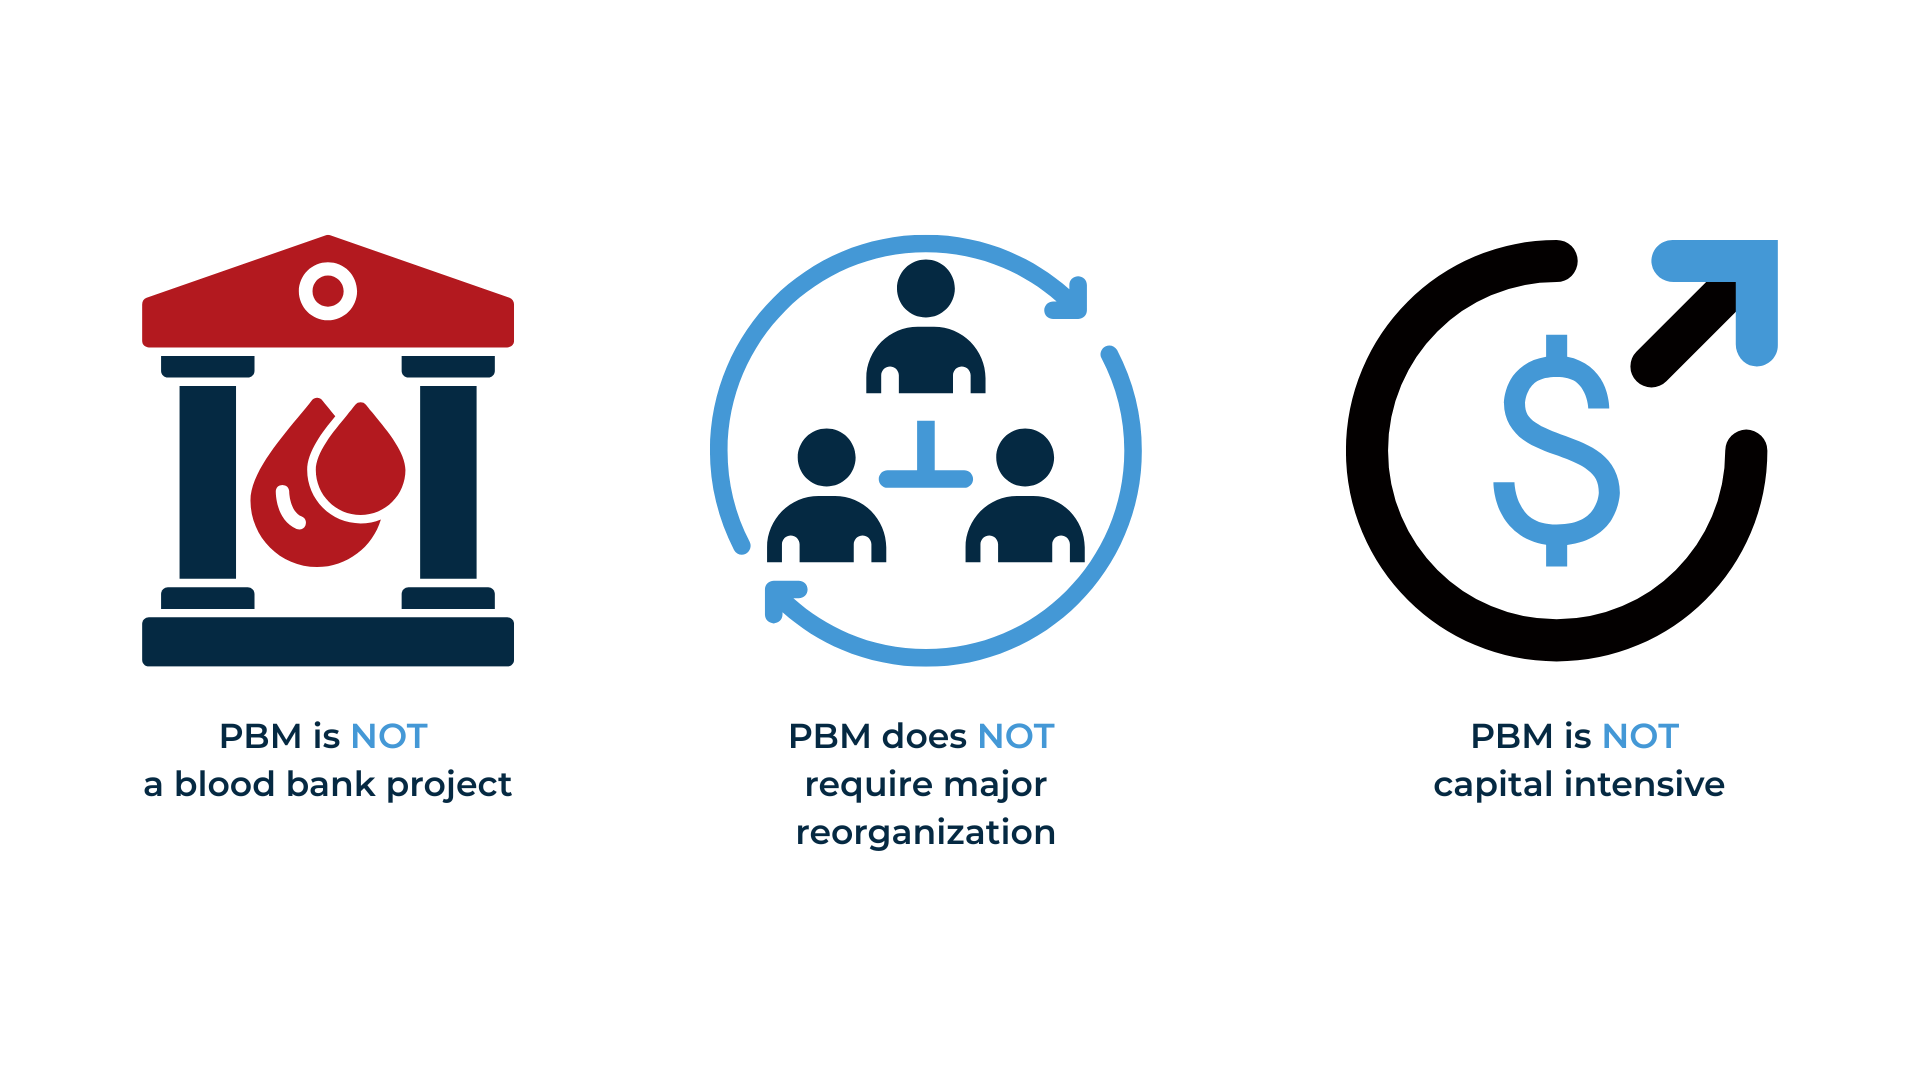 PBM is NOT
a blood bank project
PBM does NOT
require major
reorganization
PBM is NOT
capital intensive